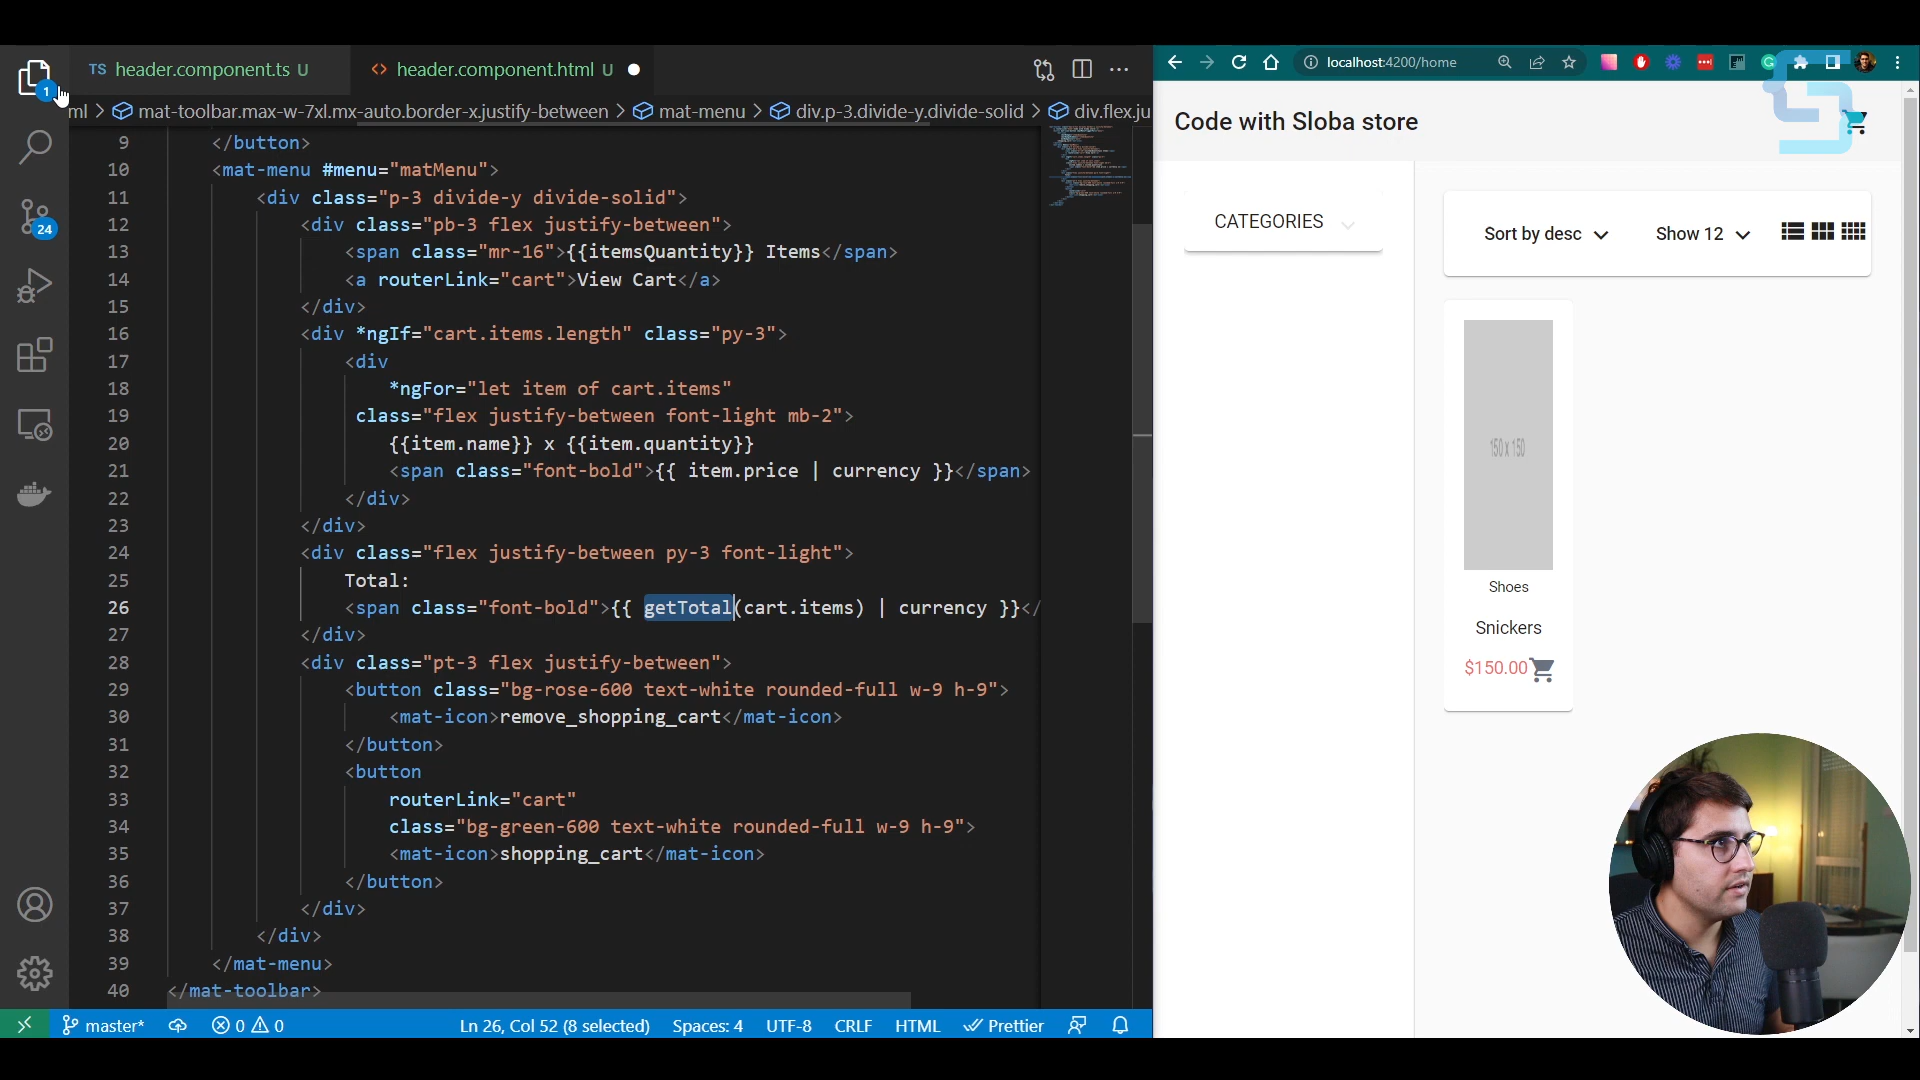 TS header.component.ts U
<> header.component.html U
ml > mat-toolbar.max-w-7xl.mx-auto.border-x.justify-between > mat-menu > div.p-3.divide-y.divide-solid > div.flex.ju
1
24
9 </button>
10 <mat-menu #menu="matMenu">
11 <div class="p-3 divide-y divide-solid">
12 <div class="pb-3 flex justify-between">
13 <span class="mr-16">{{itemsQuantity}} Items</span>
14 <a routerLink="cart">View Cart</a>
15 </div>
16 <div *ngIf="cart.items.length" class="py-3">
17 <div
18 *ngFor="let item of cart.items"
19 class="flex justify-between font-light mb-2">
20 {{item.name}} x {{item.quantity}}
21 <span class="font-bold">{{ item.price | currency }}</span>
22 </div>
23 </div>
24 <div class="flex justify-between py-3 font-light">
25 Total:
26 <span class="font-bold">{{ getTotal(cart.items) | currency }}</
27 </div>
28 <div class="pt-3 flex justify-between">
29 <button class="bg-rose-600 text-white rounded-full w-9 h-9">
30 <mat-icon>remove_shopping_cart</mat-icon>
31 </button>
32 <button
33 routerLink="cart"
34 class="bg-green-600 text-white rounded-full w-9 h-9">
35 <mat-icon>shopping_cart</mat-icon>
36 </button>
37 </div>
38 </div>
39 </mat-menu>
40 </mat-toolbar>
master* 0 0 Ln 26, Col 52 (8 selected) Spaces: 4 UTF-8 CRLF HTML Prettier
localhost:4200/home
Code with Sloba store
CATEGORIES
Sort by desc
Show 12
150 x 150
Shoes
Snickers
$150.00